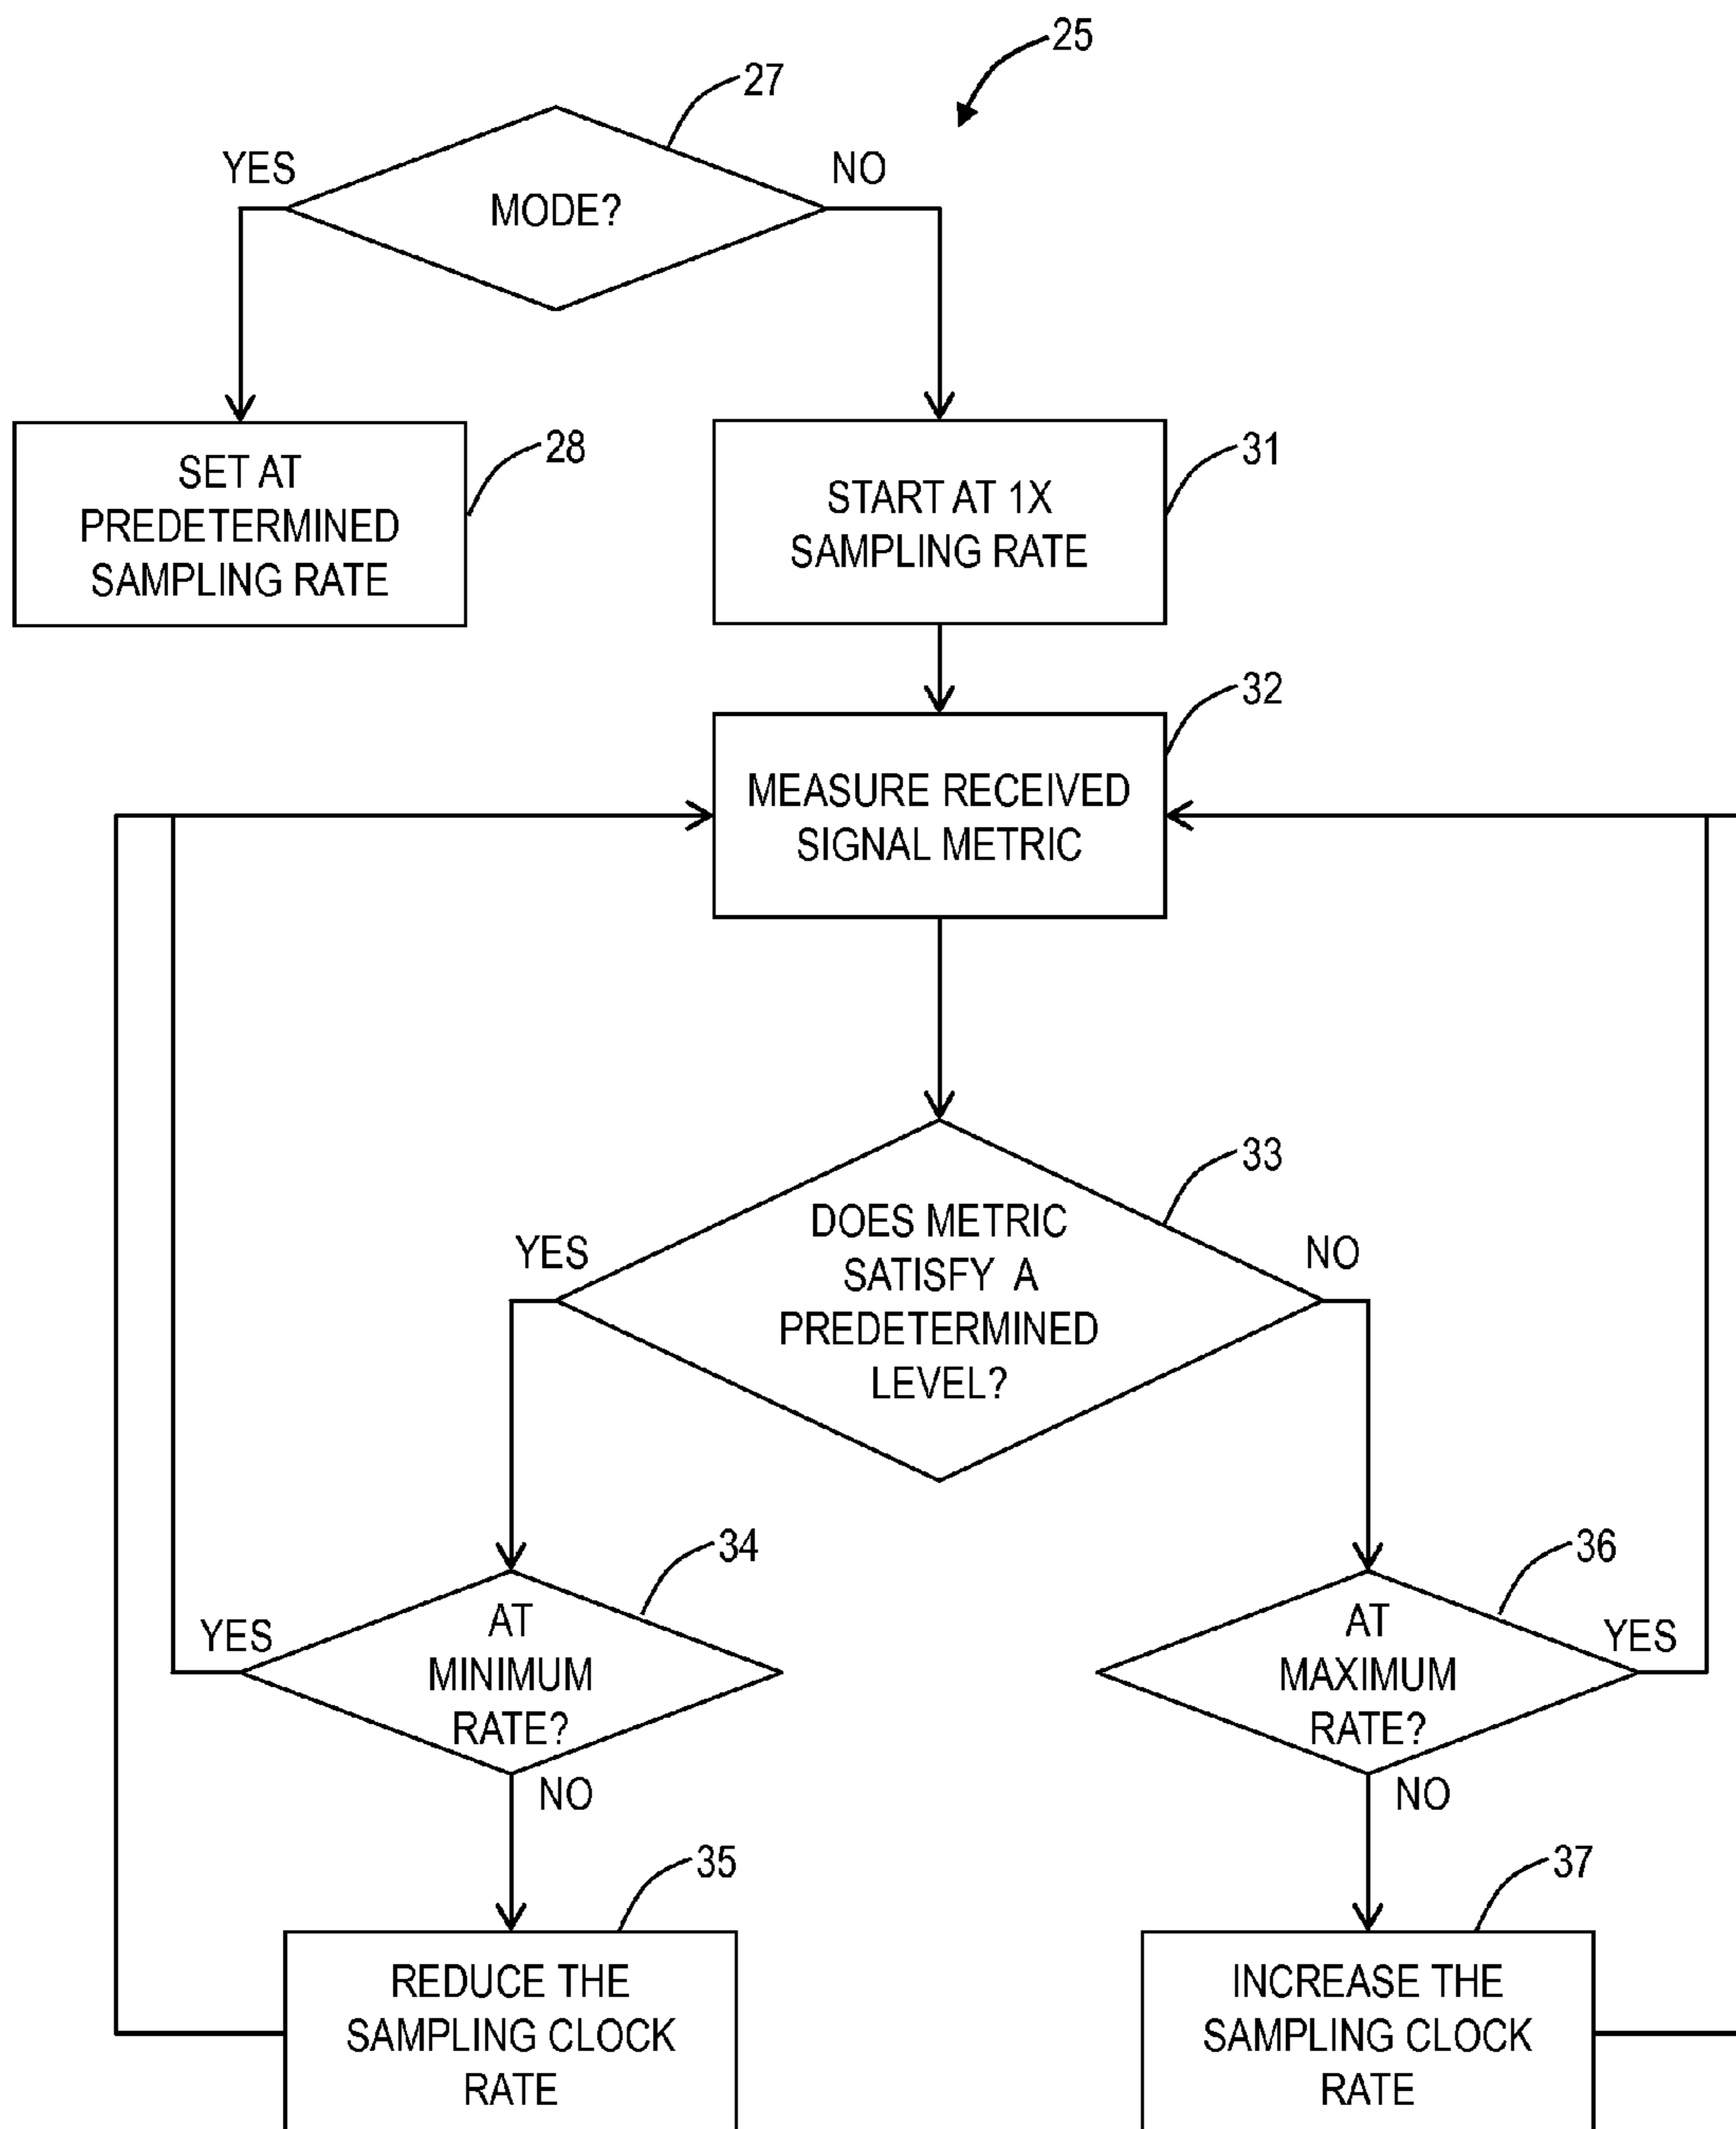 25
27
YES
NO
MODE?
28
SET AT
PREDETERMINED
SAMPLING RATE
31
START AT 1X
SAMPLING RATE
32
MEASURE RECEIVED
SIGNAL METRIC
33
YES
NO
DOES METRIC
SATISFY A
PREDETERMINED
LEVEL?
34
YES
AT
MINIMUM
RATE?
NO
36
YES
AT
MAXIMUM
RATE?
NO
35
REDUCE THE
SAMPLING CLOCK
RATE
37
INCREASE THE
SAMPLING CLOCK
RATE